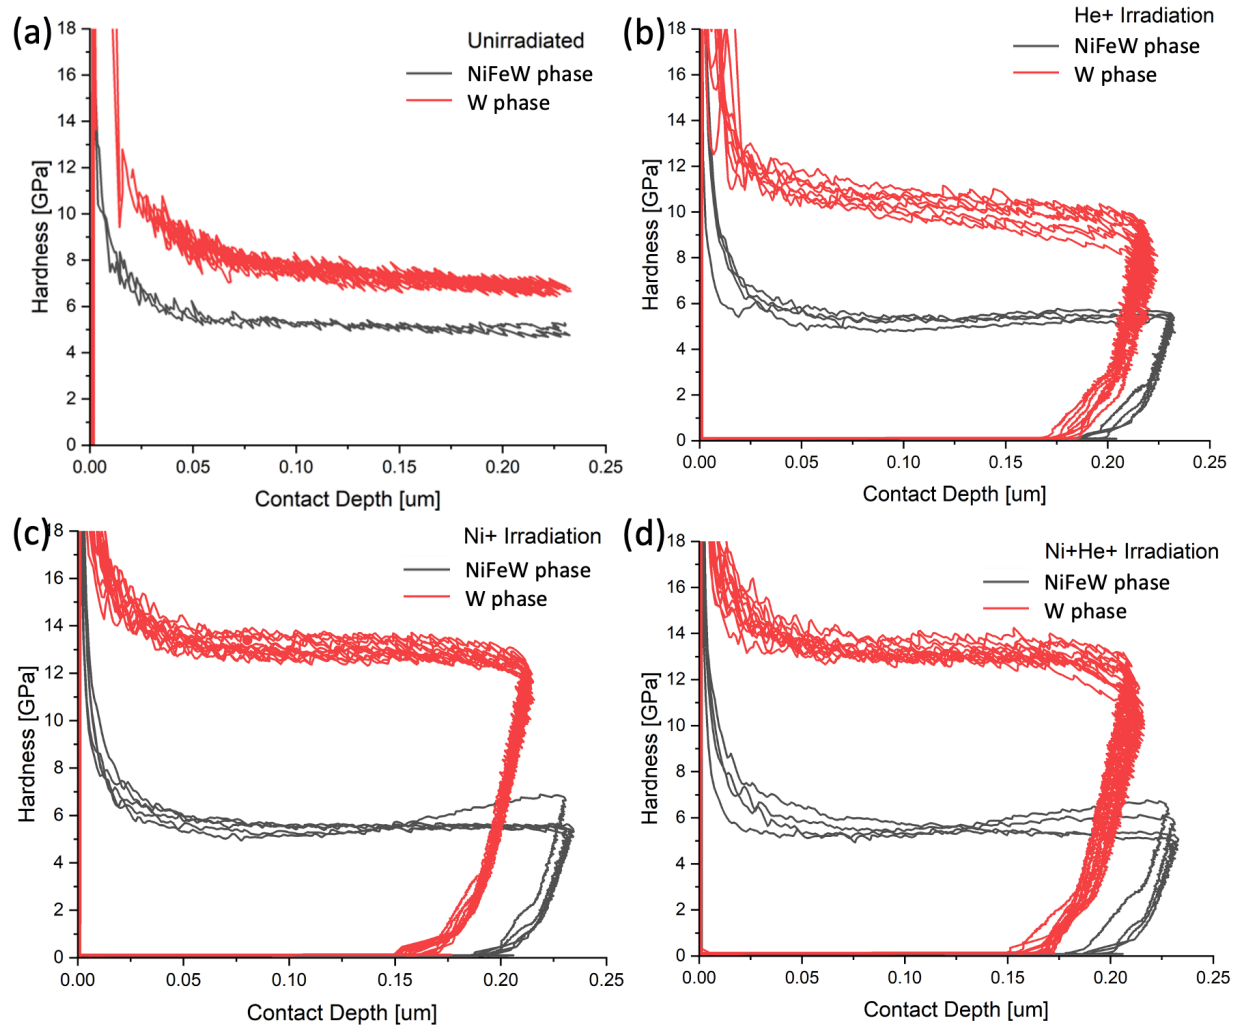 (a)
Unirradiated
NiFeW phase
W phase
18
16
14
12
10
8
6
4
2
0
Hardness [GPa]
0.00 0.05 0.10 0.15 0.20 0.25
Contact Depth [um]
(b)
He+ Irradiation
NiFeW phase
W phase
18
16
14
12
10
8
6
4
2
0
Hardness [GPa]
0.00 0.05 0.10 0.15 0.20 0.25
Contact Depth [um]
(c)
Ni+ Irradiation
NiFeW phase
W phase
18
16
14
12
10
8
6
4
2
0
Hardness [GPa]
0.00 0.05 0.10 0.15 0.20 0.25
Contact Depth [um]
(d)
Ni+He+ Irradiation
NiFeW phase
W phase
18
16
14
12
10
8
6
4
2
0
Hardness [GPa]
0.00 0.05 0.10 0.15 0.20 0.25
Contact Depth [um]